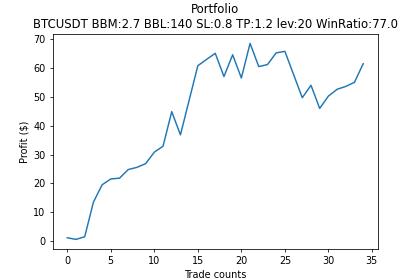 Portfolio
BTCUSDT BBM:2.7 BBL:140 SL:0.8 TP:1.2 lev:20 WinRatio:77.0
70
60
50
40
30
20
10
0
Profit ($)
0 5 10 15 20 25 30 35
Trade counts